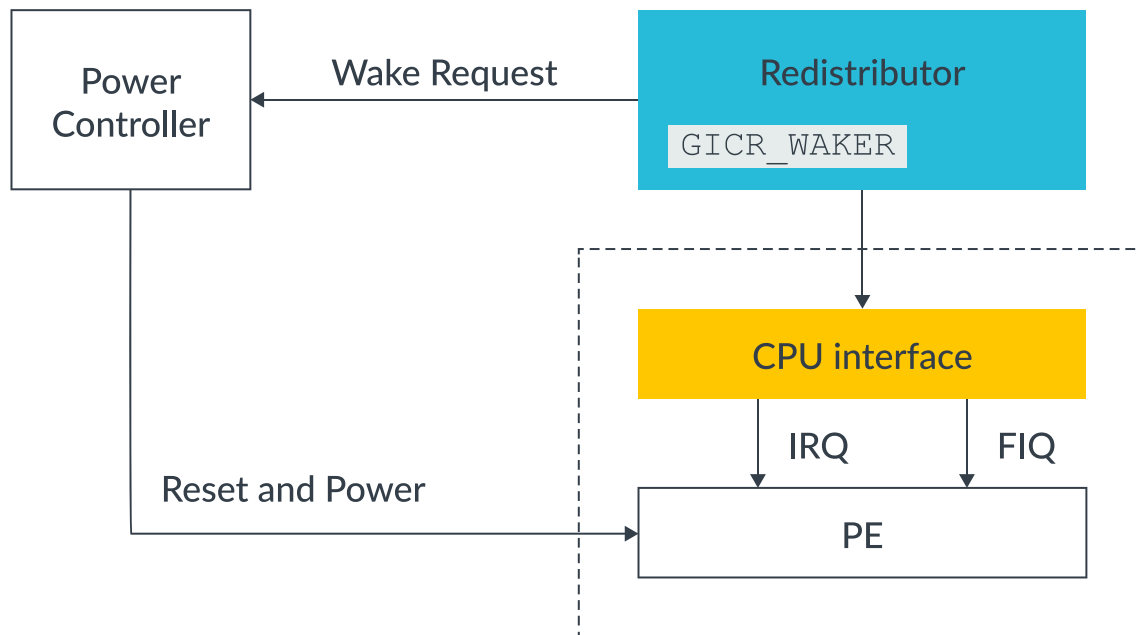 Power
Controller
Wake Request
Redistributor
GICR_WAKER
CPU interface
IRQ
FIQ
Reset and Power
PE